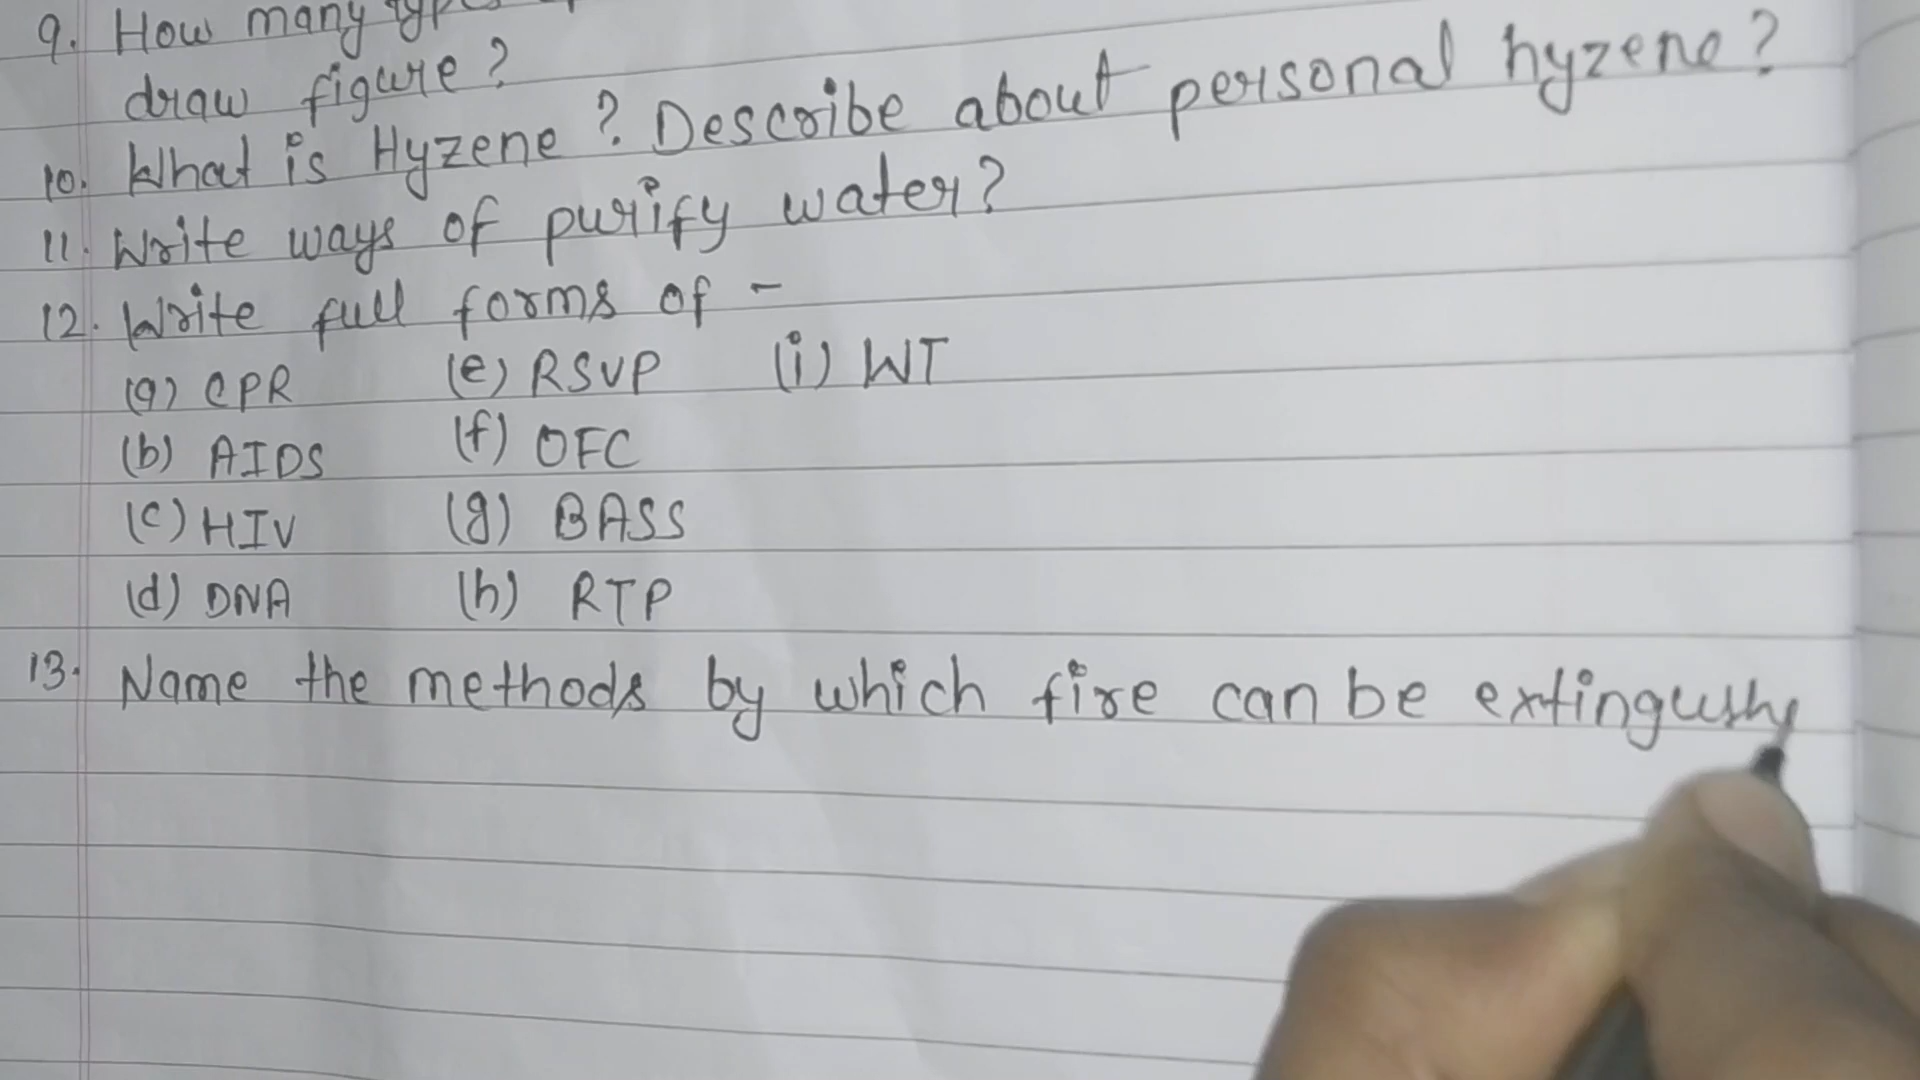 9. How many types
draw figure?
10. What is Hyzene? Describe about personal hyzene?
11. Write ways of purify water?
12. Write full forms of -
(a) CPR (e) RSVP (i) WT
(b) AIDS (f) OFC
(c) HIV (g) BASS
(d) DNA (h) RTP
13. Name the methods by which fire can be extingush